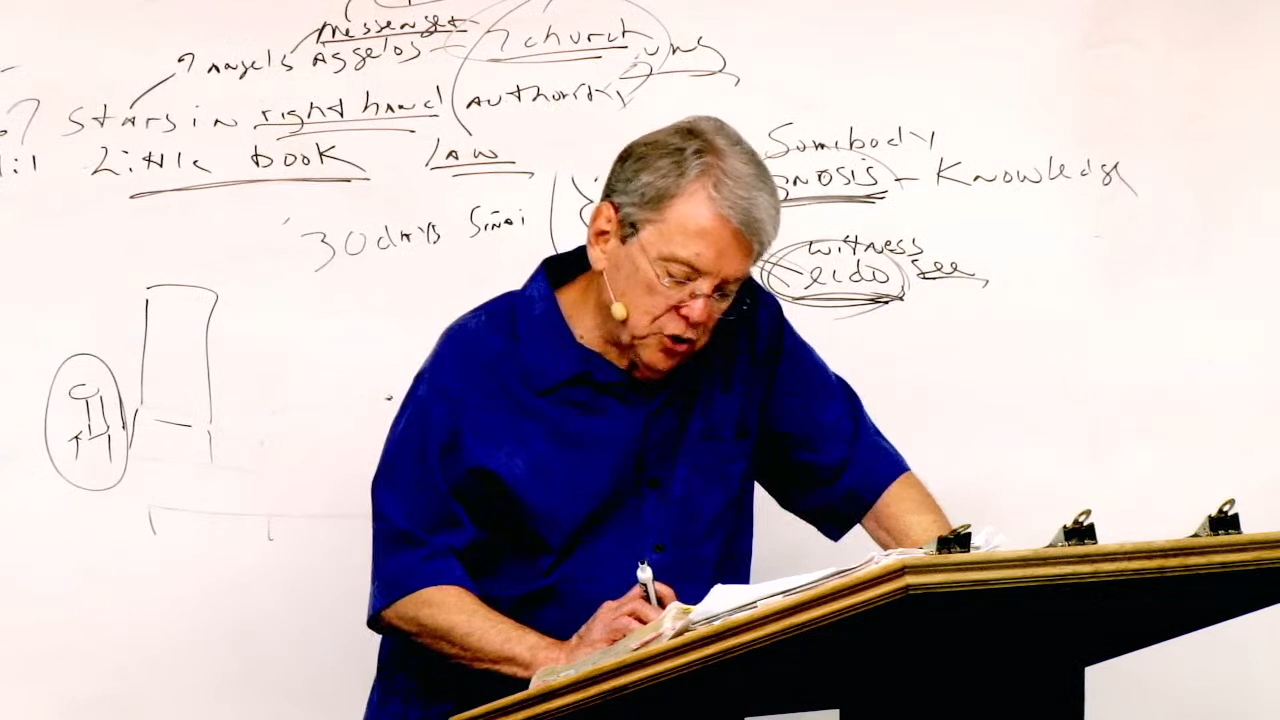 messenger
7 Angels Aggelos - 7 church
Stars in right hand authority
Little book Law
Somebody
gnosis - Knowledge
30 days Sinai
witness
eido see